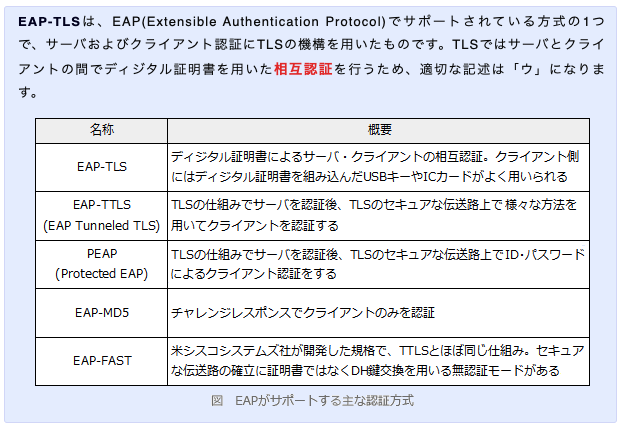 EAP-TLSは、EAP(Extensible Authentication Protocol)でサポートされている方式の1つ
で、サーバおよびクライアント認証にTLSの機構を用いたものです。TLSではサーバとクライ
アントの間でディジタル証明書を用いた相互認証を行うため、適切な記述は「ウ」になりま
す。
名称 概要
EAP-TLS
ディジタル証明書によるサーバ・クライアントの相互認証。クライアント側
にはディジタル証明書を組み込んだUSBキーやICカードがよく用いられる
EAP-TTLS
(EAP Tunneled TLS)
TLSの仕組みでサーバを認証後、TLSのセキュアな伝送路上で様々な方法を
用いてクライアントを認証する
PEAP
(Protected EAP)
TLSの仕組みでサーバを認証後、TLSのセキュアな伝送路上でID・パスワード
によるクライアント認証をする
EAP-MD5
チャレンジレスポンスでクライアントのみを認証
EAP-FAST
米シスコシステムズ社が開発した規格で、TTLSとほぼ同じ仕組み。セキュア
な伝送路の確立に証明書ではなくDH鍵交換を用いる無認証モードがある
図 EAPがサポートする主な認証方式